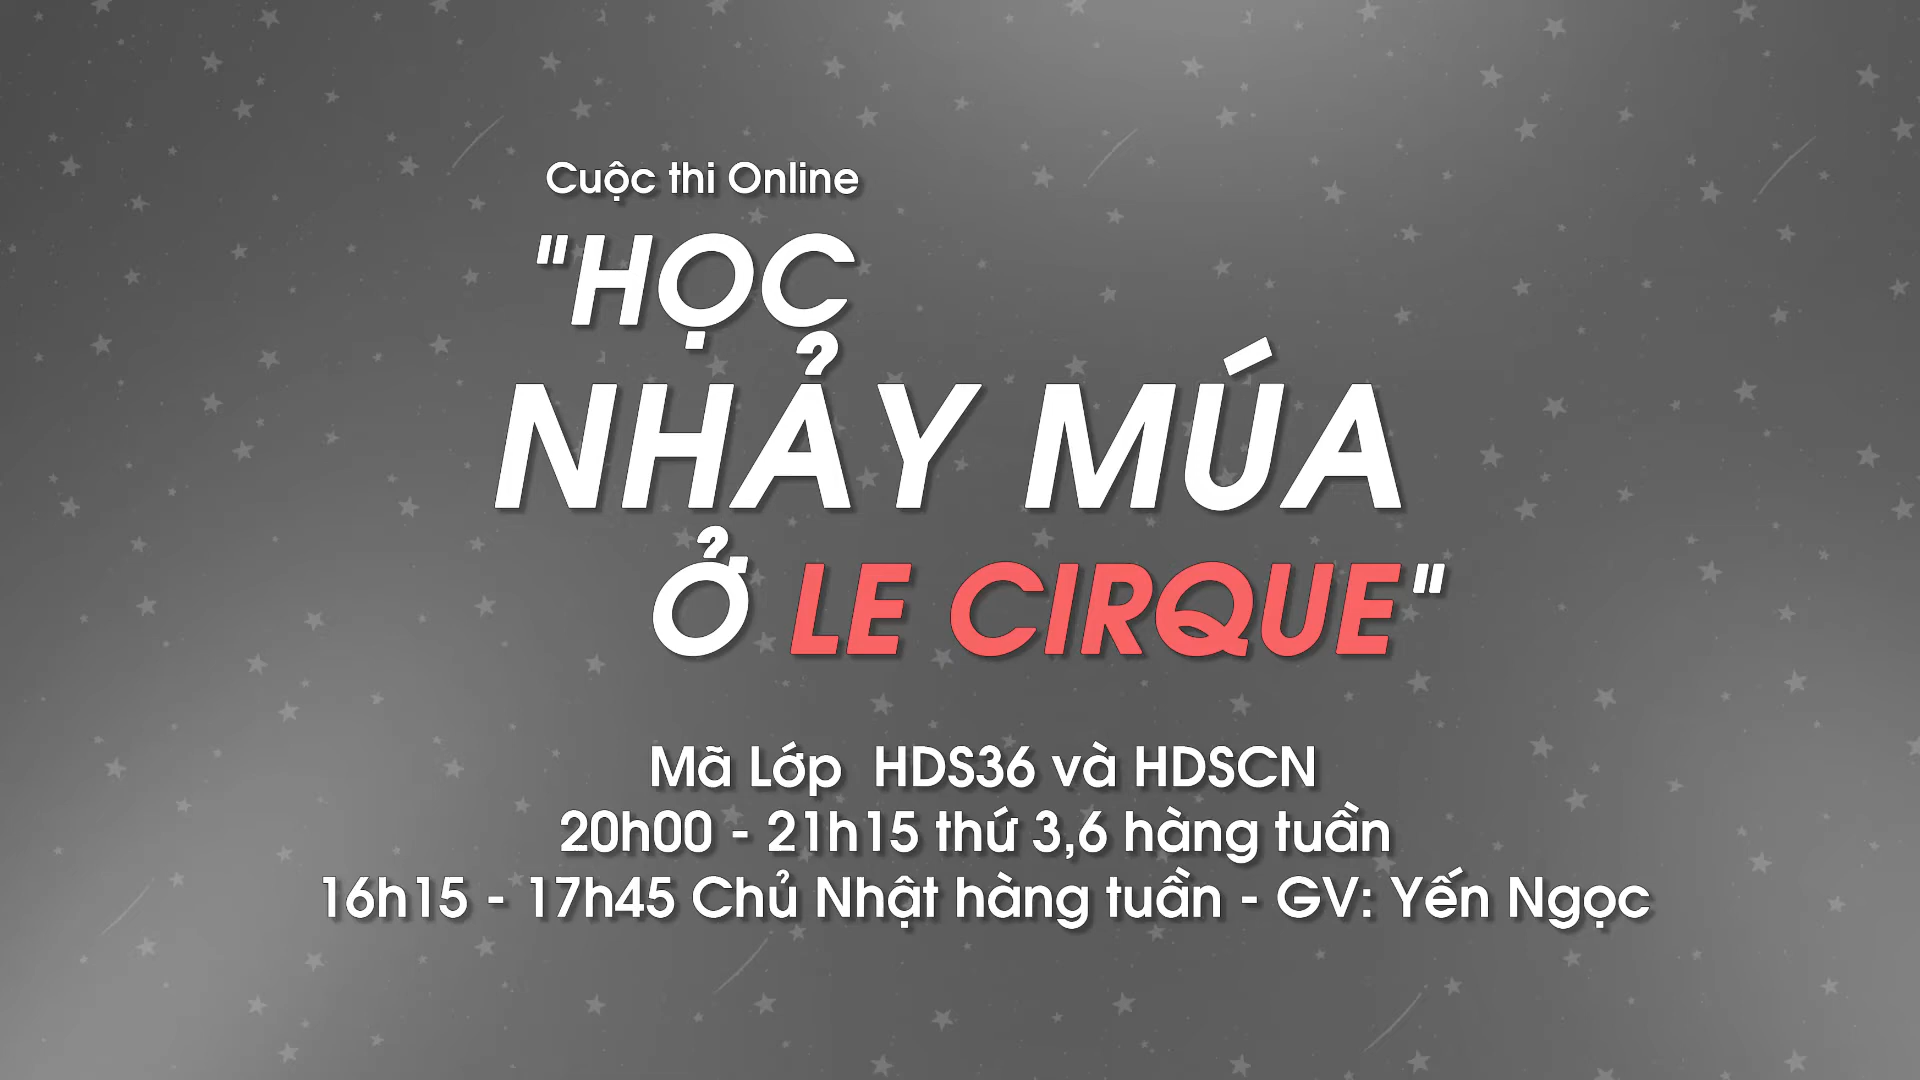 Cuộc thi Online
"HỌC
NHẢY MÚA
Ở LE CIRQUE"
Mã Lớp HDS36 và HDSCN
20h00 - 21h15 thứ 3,6 hàng tuần
16h15 - 17h45 Chủ Nhật hàng tuần - GV: Yến Ngọc